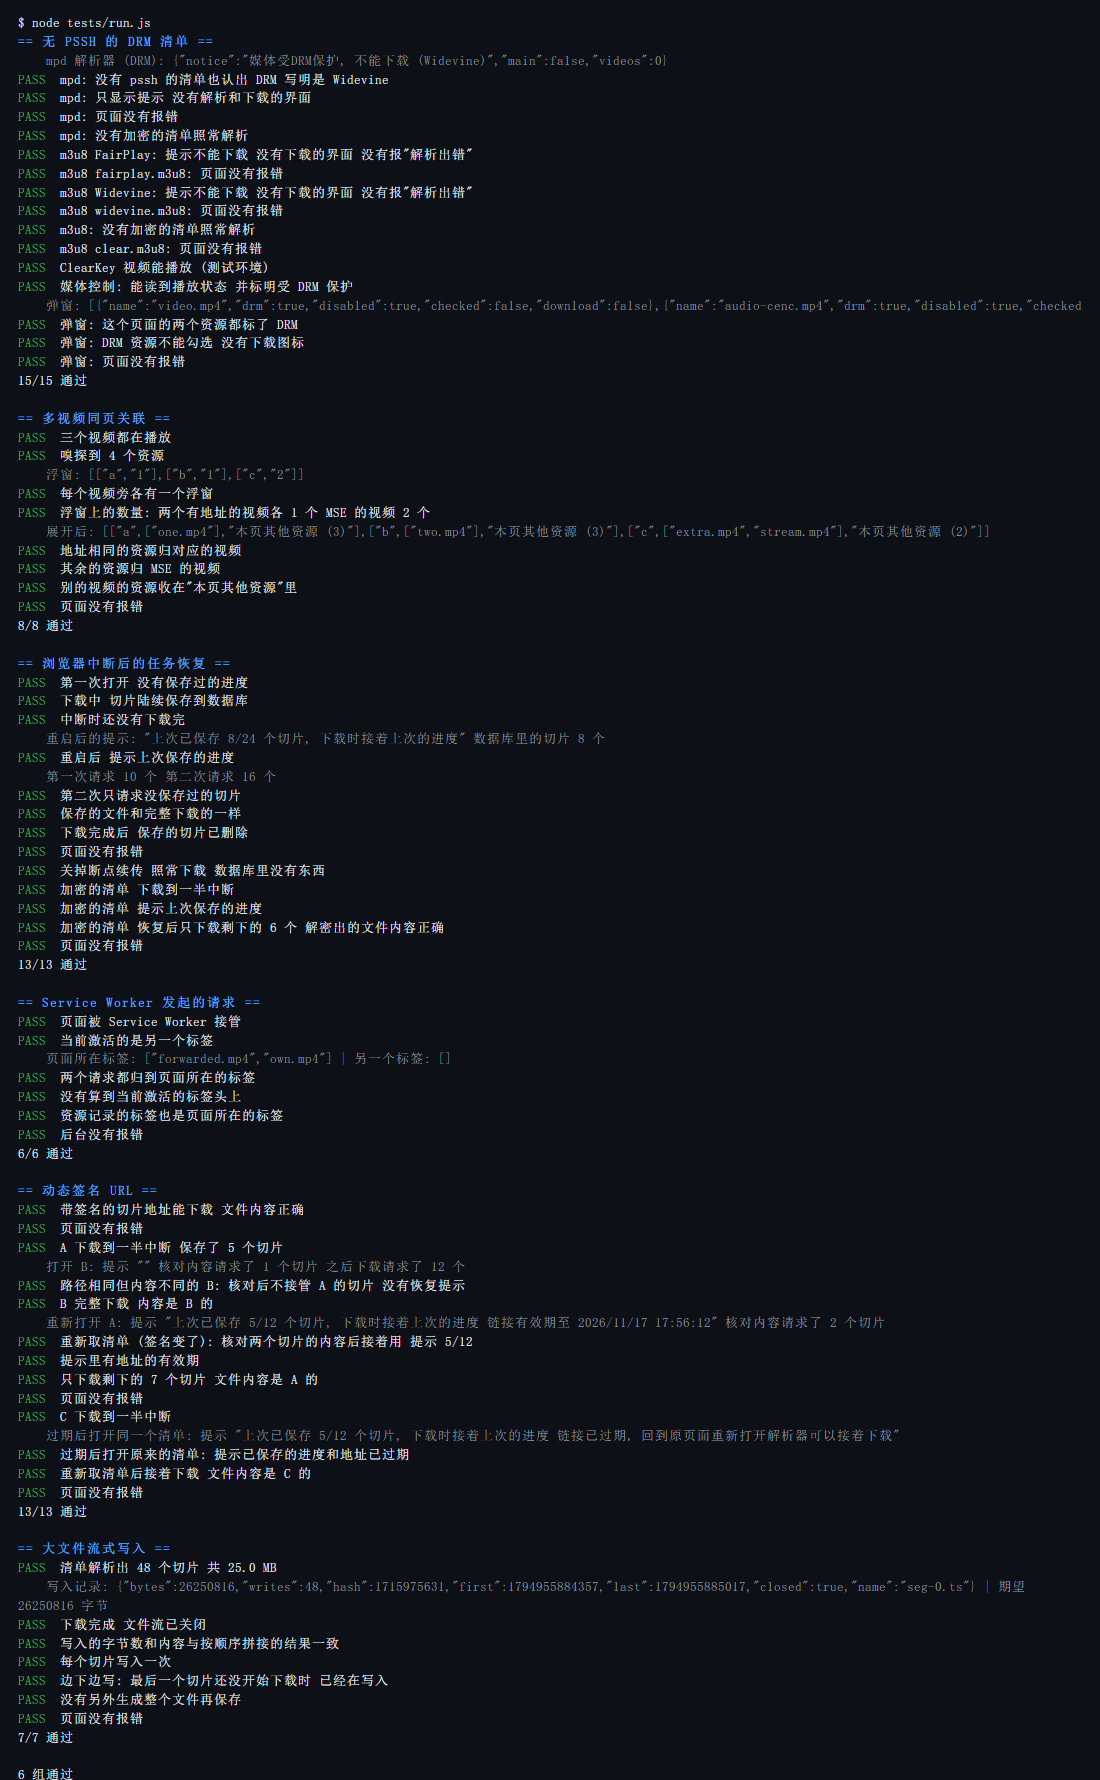 $ node tests/run.js
== 无 PSSH 的 DRM 清单 ==
mpd 解析器 (DRM): {"notice":"媒体受DRM保护, 不能下载 (Widevine)","main":false,"videos":0}
PASS mpd: 没有 pssh 的清单也认出 DRM 写明是 Widevine
PASS mpd: 只显示提示 没有解析和下载的界面
PASS mpd: 页面没有报错
PASS mpd: 没有加密的清单照常解析
PASS m3u8 FairPlay: 提示不能下载 没有下载的界面 没有报"解析出错"
PASS m3u8 fairplay.m3u8: 页面没有报错
PASS m3u8 Widevine: 提示不能下载 没有下载的界面 没有报"解析出错"
PASS m3u8 widevine.m3u8: 页面没有报错
PASS m3u8: 没有加密的清单照常解析
PASS m3u8 clear.m3u8: 页面没有报错
PASS ClearKey 视频能播放 (测试环境)
PASS 媒体控制: 能读到播放状态 并标明受 DRM 保护
弹窗: [{"name":"video.mp4","drm":true,"disabled":true,"checked":false,"download":false},{"name":"audio-cenc.mp4","drm":true,"disabled":true,"checked
PASS 弹窗: 这个页面的两个资源都标了 DRM
PASS 弹窗: DRM 资源不能勾选 没有下载图标
PASS 弹窗: 页面没有报错
15/15 通过
== 多视频同页关联 ==
PASS 三个视频都在播放
PASS 嗅探到 4 个资源
浮窗: [["a","1"],["b","1"],["c","2"]]
PASS 每个视频旁各有一个浮窗
PASS 浮窗上的数量: 两个有地址的视频各 1 个 MSE 的视频 2 个
展开后: [["a",["one.mp4"],"本页其他资源 (3)"],["b",["two.mp4"],"本页其他资源 (3)"],["c",["extra.mp4","stream.mp4"],"本页其他资源 (2)"]]
PASS 地址相同的资源归对应的视频
PASS 其余的资源归 MSE 的视频
PASS 别的视频的资源收在"本页其他资源"里
PASS 页面没有报错
8/8 通过
== 浏览器中断后的任务恢复 ==
PASS 第一次打开 没有保存过的进度
PASS 下载中 切片陆续保存到数据库
PASS 中断时还没有下载完
重启后的提示: "上次已保存 8/24 个切片, 下载时接着上次的进度" 数据库里的切片 8 个
PASS 重启后 提示上次保存的进度
第一次请求 10 个 第二次请求 16 个
PASS 第二次只请求没保存过的切片
PASS 保存的文件和完整下载的一样
PASS 下载完成后 保存的切片已删除
PASS 页面没有报错
PASS 关掉断点续传 照常下载 数据库里没有东西
PASS 加密的清单 下载到一半中断
PASS 加密的清单 提示上次保存的进度
PASS 加密的清单 恢复后只下载剩下的 6 个 解密出的文件内容正确
PASS 页面没有报错
13/13 通过
== Service Worker 发起的请求 ==
PASS 页面被 Service Worker 接管
PASS 当前激活的是另一个标签
页面所在标签: ["forwarded.mp4","own.mp4"] | 另一个标签: []
PASS 两个请求都归到页面所在的标签
PASS 没有算到当前激活的标签头上
PASS 资源记录的标签也是页面所在的标签
PASS 后台没有报错
6/6 通过
== 动态签名 URL ==
PASS 带签名的切片地址能下载 文件内容正确
PASS 页面没有报错
PASS A 下载到一半中断 保存了 5 个切片
打开 B: 提示 "" 核对内容请求了 1 个切片 之后下载请求了 12 个
PASS 路径相同但内容不同的 B: 核对后不接管 A 的切片 没有恢复提示
PASS B 完整下载 内容是 B 的
重新打开 A: 提示 "上次已保存 5/12 个切片, 下载时接着上次的进度 链接有效期至 2026/11/17 17:56:12" 核对内容请求了 2 个切片
PASS 重新取清单 (签名变了): 核对两个切片的内容后接着用 提示 5/12
PASS 提示里有地址的有效期
PASS 只下载剩下的 7 个切片 文件内容是 A 的
PASS 页面没有报错
PASS C 下载到一半中断
过期后打开同一个清单: 提示 "上次已保存 5/12 个切片, 下载时接着上次的进度 链接已过期, 回到原页面重新打开解析器可以接着下载"
PASS 过期后打开原来的清单: 提示已保存的进度和地址已过期
PASS 重新取清单后接着下载 文件内容是 C 的
PASS 页面没有报错
13/13 通过
== 大文件流式写入 ==
PASS 清单解析出 48 个切片 共 25.0 MB
写入记录: {"bytes":26250816,"writes":48,"hash":1715975631,"first":1794955884357,"last":1794955885017,"closed":true,"name":"seg-0.ts"} | 期望
26250816 字节
PASS 下载完成 文件流已关闭
PASS 写入的字节数和内容与按顺序拼接的结果一致
PASS 每个切片写入一次
PASS 边下边写: 最后一个切片还没开始下载时 已经在写入
PASS 没有另外生成整个文件再保存
PASS 页面没有报错
7/7 通过
6 组通过